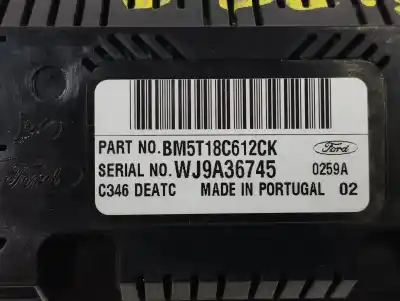 PART NO. BM5T18C612CK
Ford
SERIAL NO. WJ9A36745 0259A
C346 DEATC MADE IN PORTUGAL 02